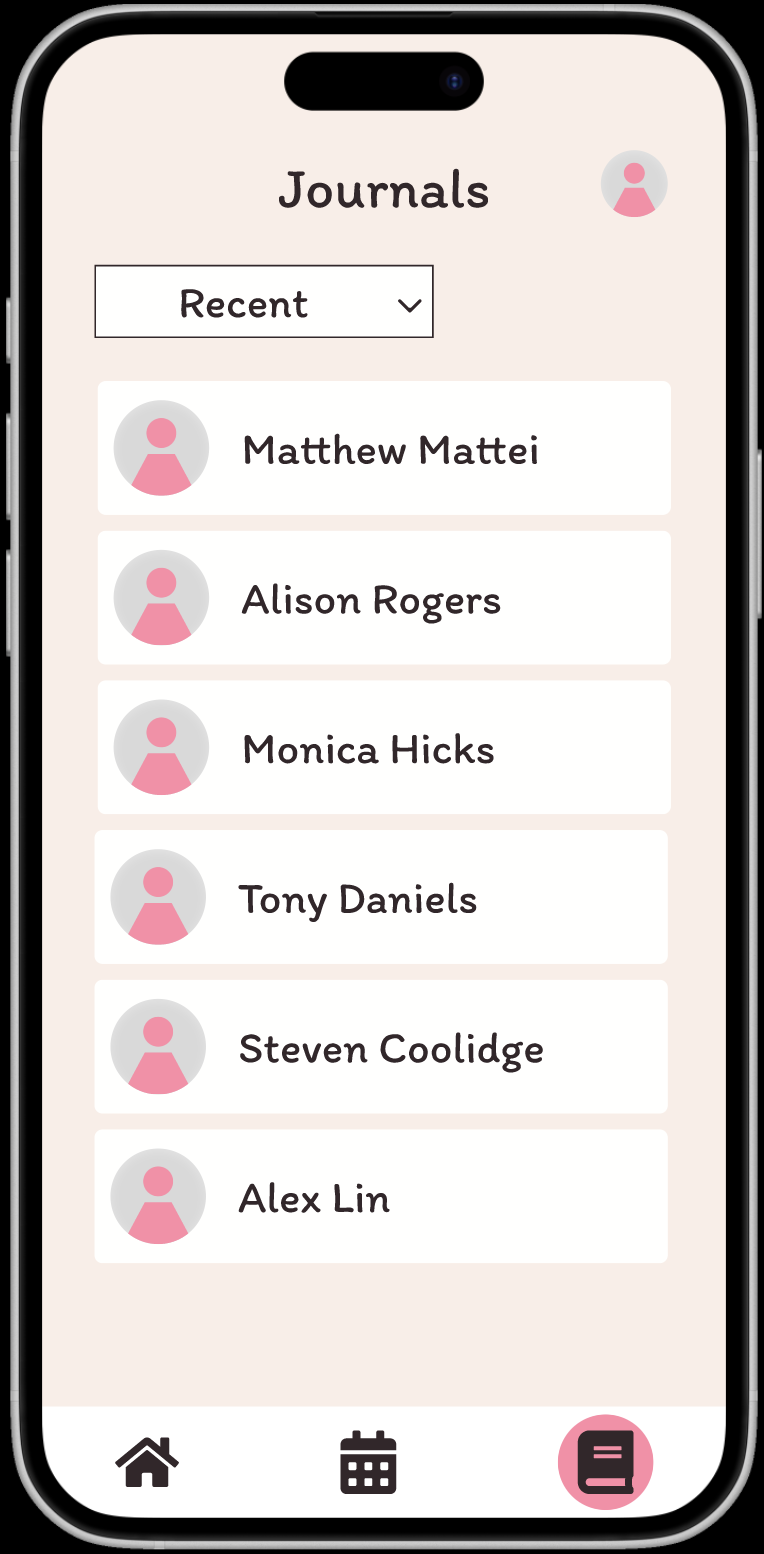 Journals
Recent
Matthew Mattei
Alison Rogers
Monica Hicks
Tony Daniels
Steven Coolidge
Alex Lin